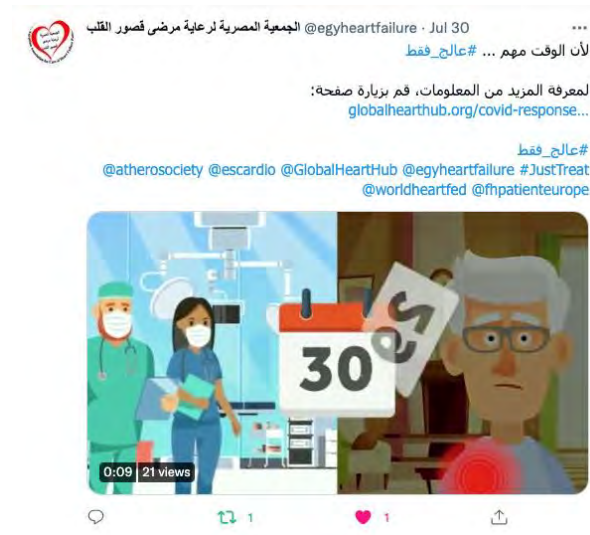 الجمعية المصرية لرعاية مرضى قصور القلب @egyheartfailure · Jul 30
لأن الوقت مهم ... #عالج_فقط
لمعرفة المزيد من المعلومات، قم بزيارة صفحة:
globalhearthub.org/covid-response...
#عالج_فقط
@atherosociety @escardio @GlobalHeartHub @egyheartfailure #JustTreat
@worldheartfed @fhpatienteurope
30
0:09 | 21 views
1
1